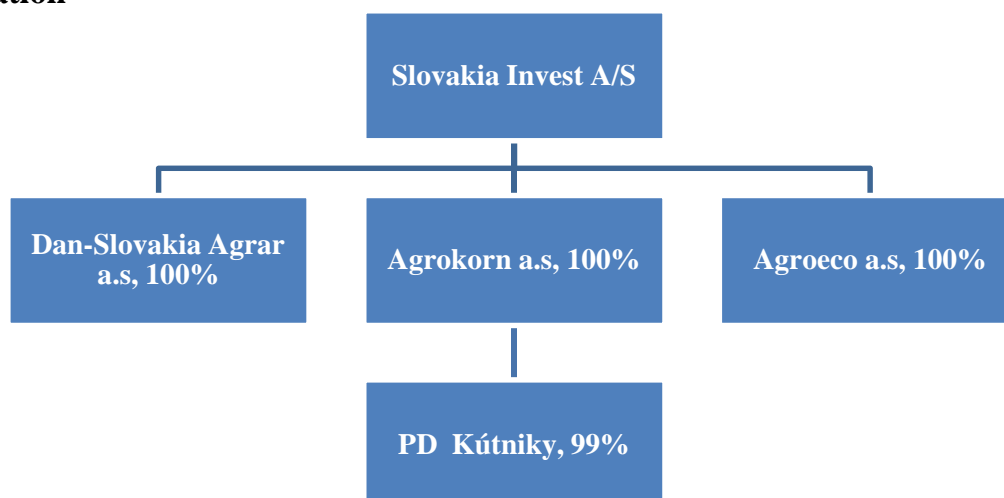 Slovakia Invest A/S
Dan-Slovakia Agrar
a.s, 100%
Agrokorn a.s, 100%
Agroeco a.s, 100%
PD Kútniky, 99%